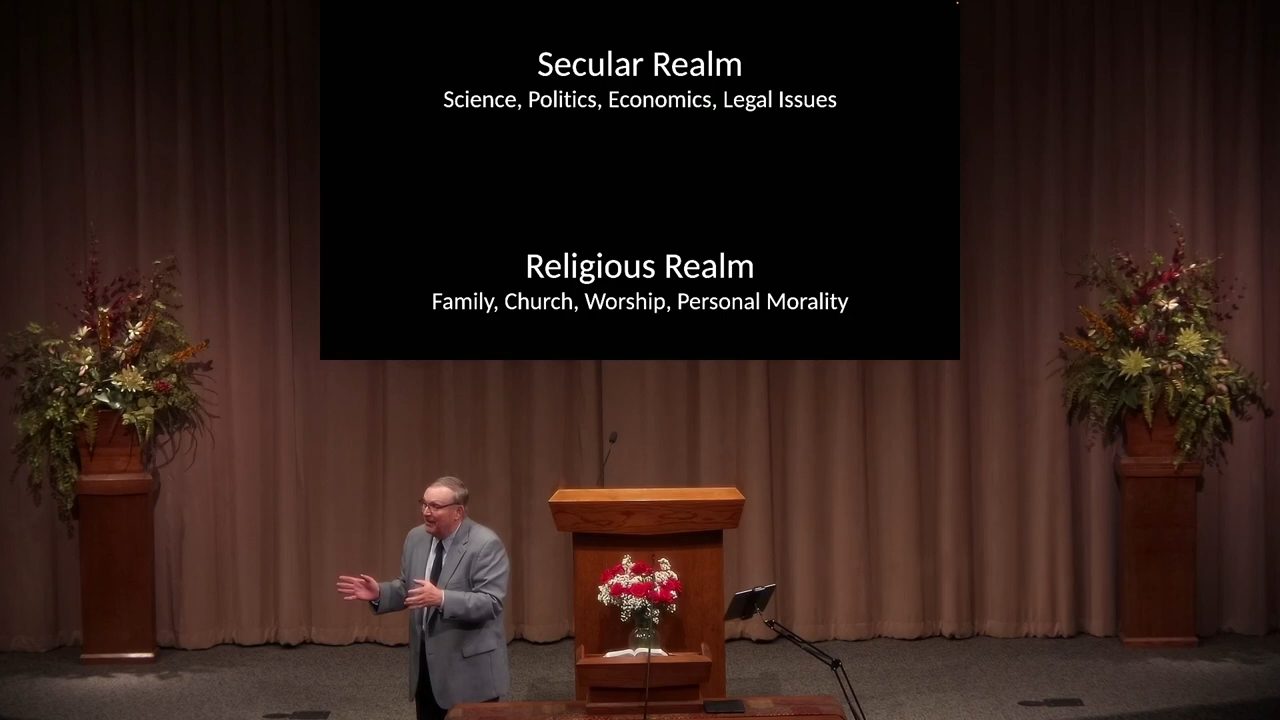 Secular Realm
Science, Politics, Economics, Legal Issues
Religious Realm
Family, Church, Worship, Personal Morality